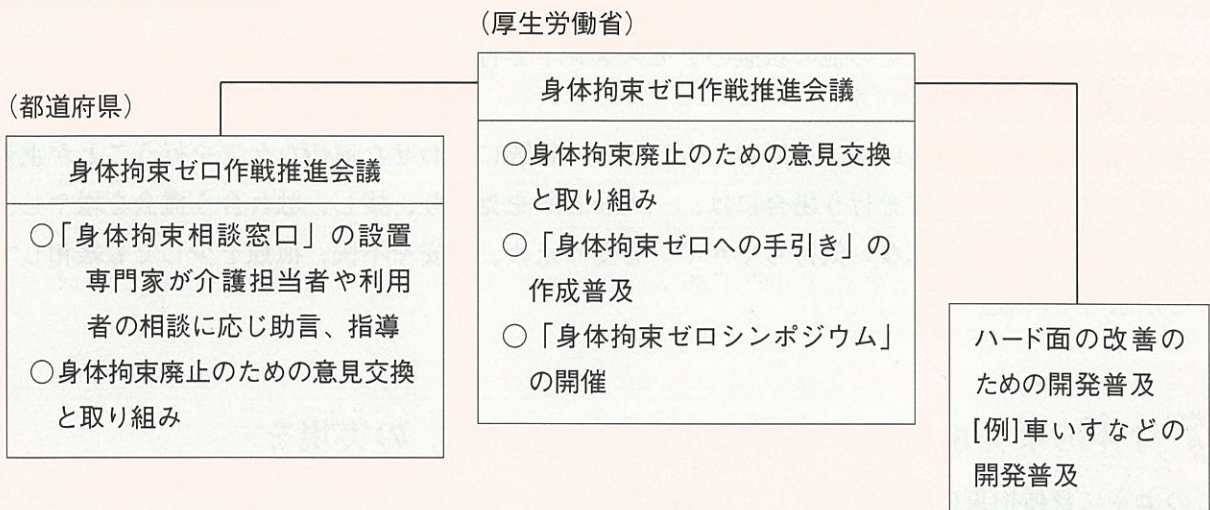 （厚生労働省）
身体拘束ゼロ作戦推進会議
○身体拘束廃止のための意見交換
と取り組み
○「身体拘束ゼロへの手引き」の
作成普及
○「身体拘束ゼロシンポジウム」
の開催
（都道府県）
身体拘束ゼロ作戦推進会議
○「身体拘束相談窓口」の設置
専門家が介護担当者や利用
者の相談に応じ助言、指導
○身体拘束廃止のための意見交換
と取り組み
ハード面の改善の
ための開発普及
[例]車いすなどの
開発普及